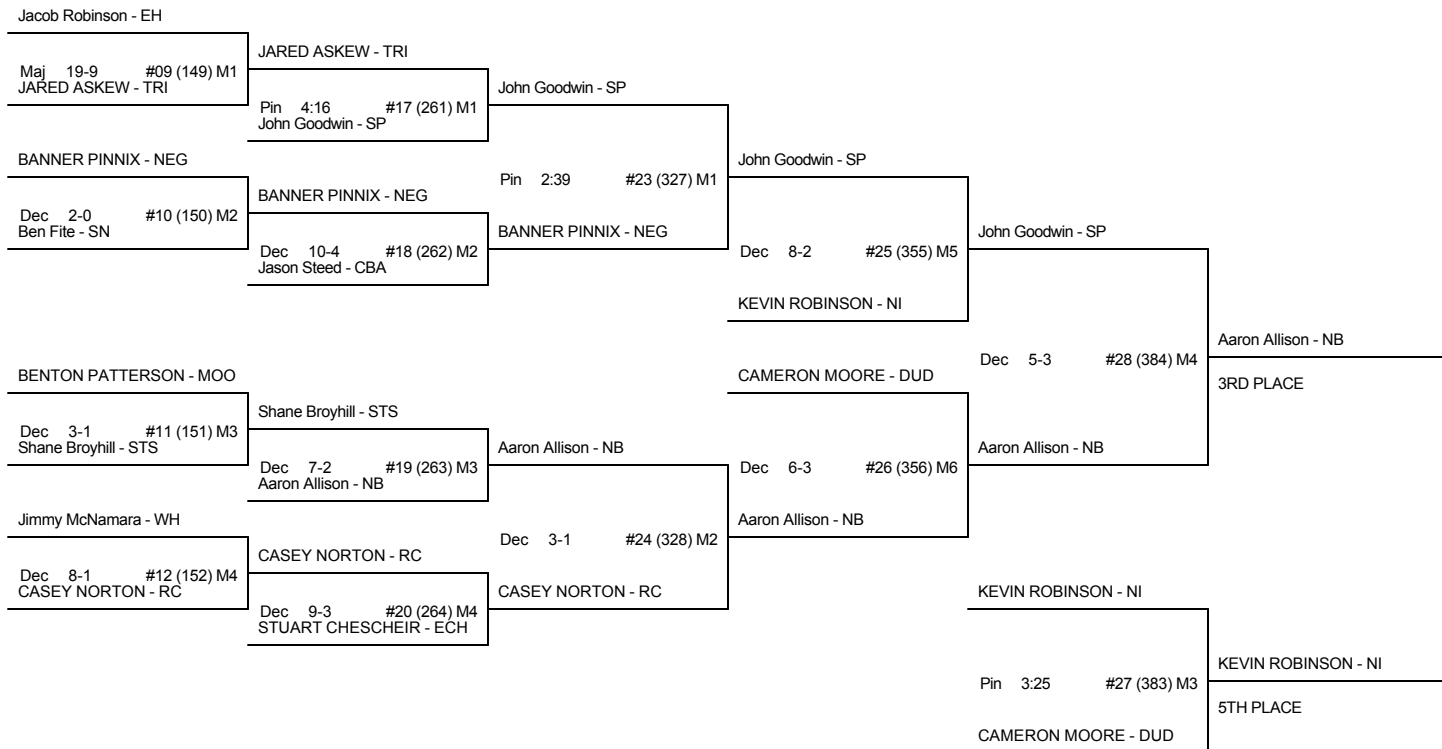 Jacob Robinson - EH
Maj 19-9 #09 (149) M1
JARED ASKEW - TRI
BANNER PINNIX - NEG
Dec 2-0 #10 (150) M2
Ben Fite - SN
BENTON PATTERSON - MOO
Dec 3-1 #11 (151) M3
Shane Broyhill - STS
Jimmy McNamara - WH
Dec 8-1 #12 (152) M4
CASEY NORTON - RC
JARED ASKEW - TRI
Pin 4:16 #17 (261) M1
John Goodwin - SP
BANNER PINNIX - NEG
Dec 10-4 #18 (262) M2
Jason Steed - CBA
Shane Broyhill - STS
Dec 7-2 #19 (263) M3
Aaron Allison - NB
CASEY NORTON - RC
Dec 9-3 #20 (264) M4
STUART CHESCHEIR - ECH
John Goodwin - SP
Pin 2:39 #23 (327) M1
BANNER PINNIX - NEG
Aaron Allison - NB
Dec 3-1 #24 (328) M2
CASEY NORTON - RC
John Goodwin - SP
Dec 8-2 #25 (355) M5
KEVIN ROBINSON - NI
CAMERON MOORE - DUD
Dec 6-3 #26 (356) M6
Aaron Allison - NB
John Goodwin - SP
Dec 5-3 #28 (384) M4
Aaron Allison - NB
KEVIN ROBINSON - NI
Pin 3:25 #27 (383) M3
CAMERON MOORE - DUD
Aaron Allison - NB
3RD PLACE
KEVIN ROBINSON - NI
5TH PLACE